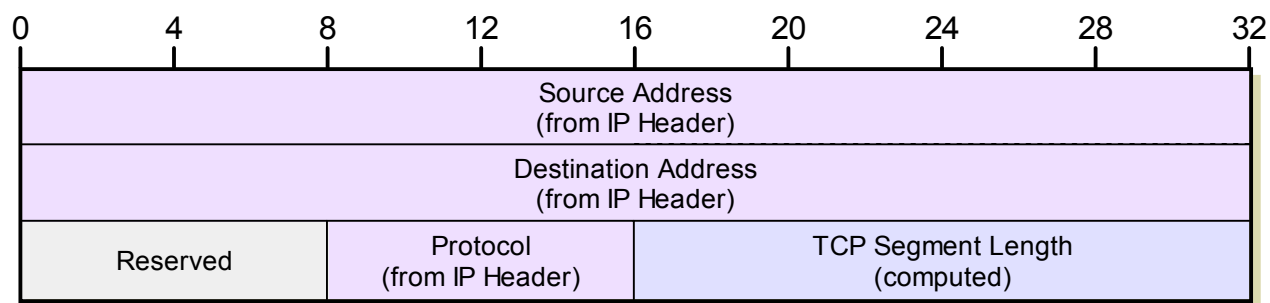 0 4 8 12 16 20 24 28 32
Source Address
(from IP Header)
Destination Address
(from IP Header)
Reserved
Protocol
(from IP Header)
TCP Segment Length
(computed)